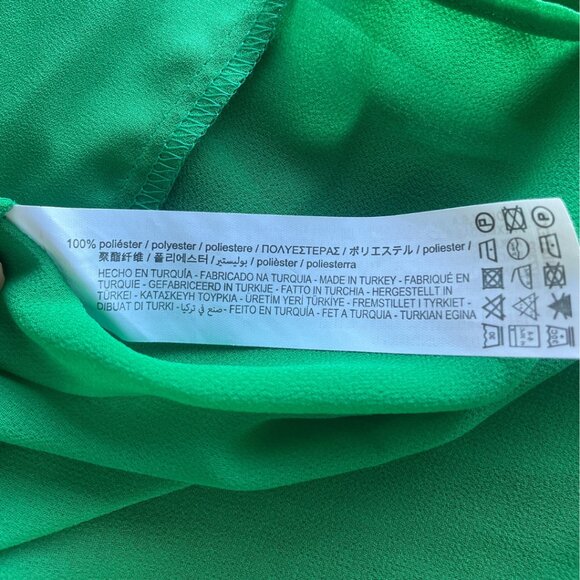 100% poliéster / polyester / poliestere / ΠΟΛΥΕΣΤΕΡΑΣ / ポリエステル / poliester /
聚酯纤维 / 폴리에스터 / بوليستير / polièster / poliesterra
HECHO EN TURQUÍA - FABRICADO NA TURQUIA - MADE IN TURKEY - FABRIQUÉ EN
TURQUIE - GEFABRICEERD IN TURKIJE - FATTO IN TURCHIA - HERGESTELLT IN
TÜRKEI - ΚΑΤΑΣΚΕΥΗ ΤΟΥΡΚΙΑ - ÜRETİM YERİ TÜRKİYE - FREMSTILLET I TYRKIET -
DIBUAT DI TURKI - صنع في تركيا - FEITO EN TURQUÍA - FET A TURQUIA - TURKIAN EGINA